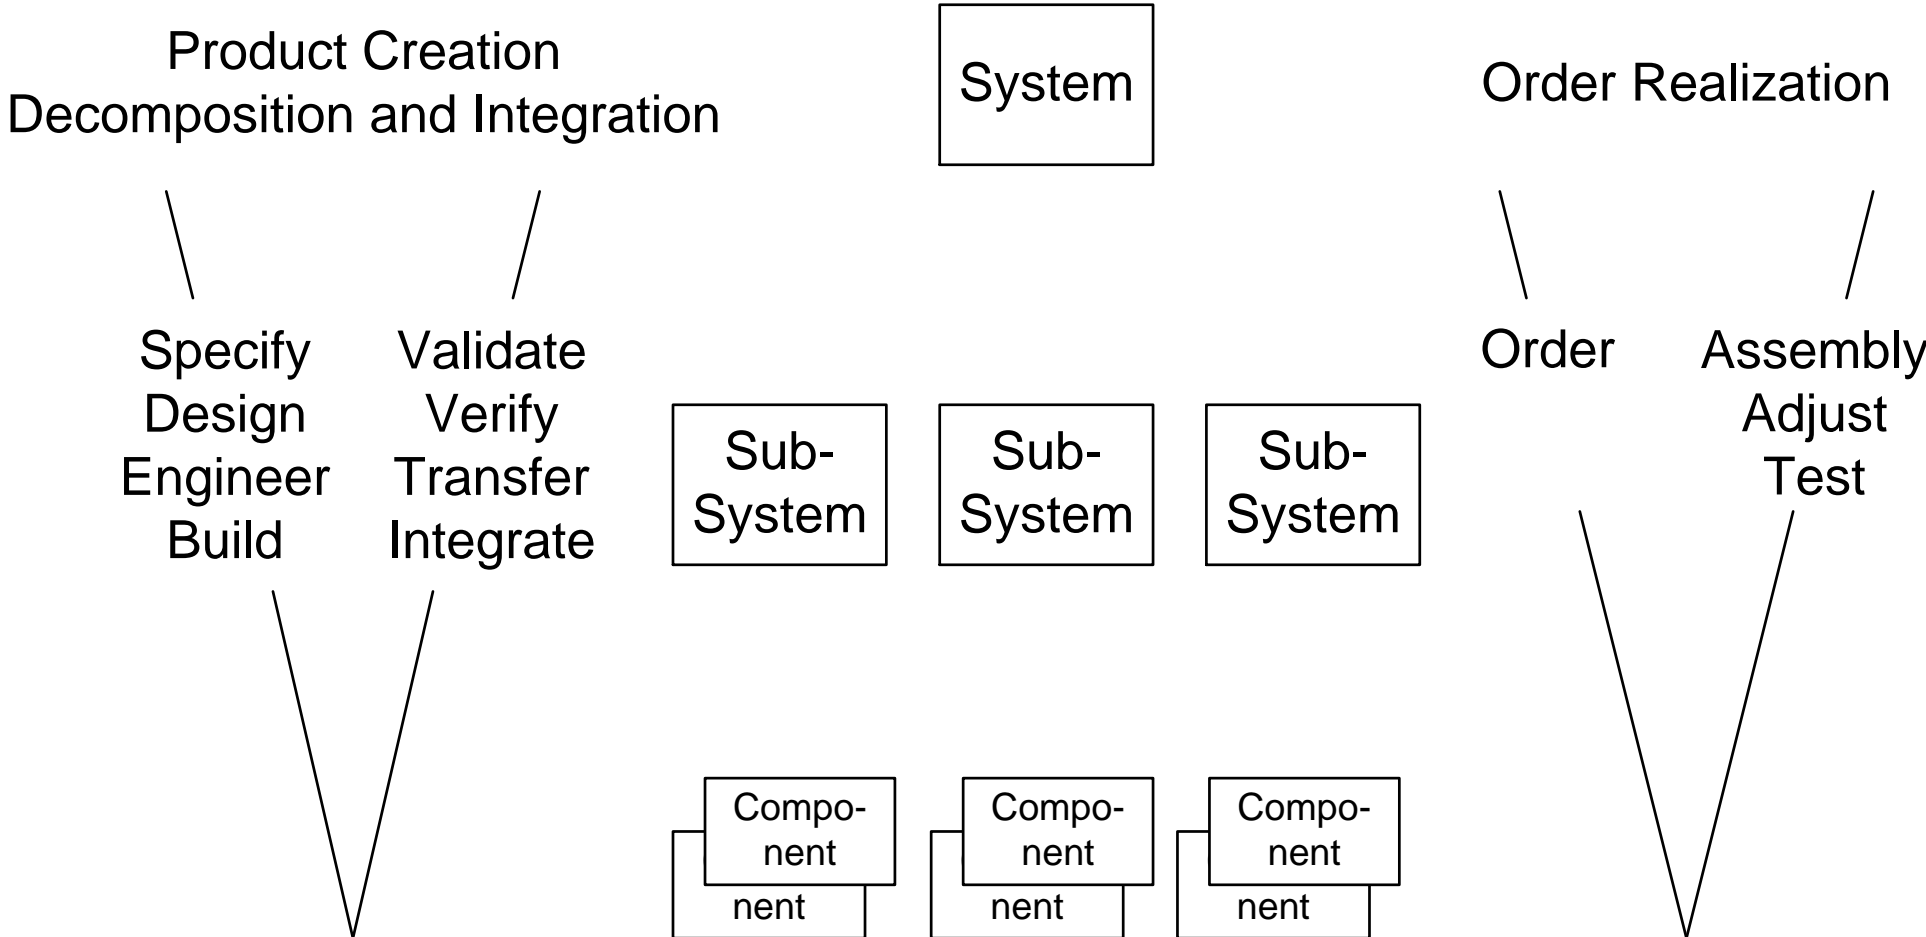 Product Creation
Decomposition and Integration
System
Order Realization
Specify
Design
Engineer
Build
Validate
Verify
Transfer
Integrate
Sub-
System
Sub-
System
Sub-
System
Order
Assembly
Adjust
Test
Compo-
nent
nent
Compo-
nent
nent
Compo-
nent
nent